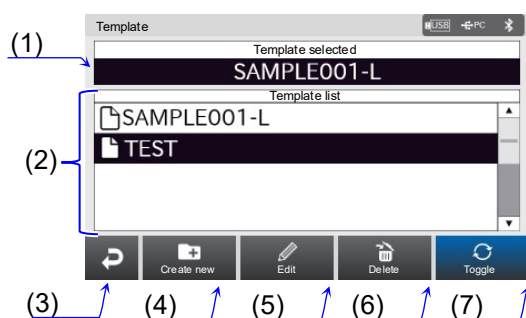 Template
USB PC
(1)
Template selected
SAMPLE001-L
Template list
SAMPLE001-L
(2)
TEST
Create new
Edit
Delete
Toggle
(3)
(4)
(5)
(6)
(7)